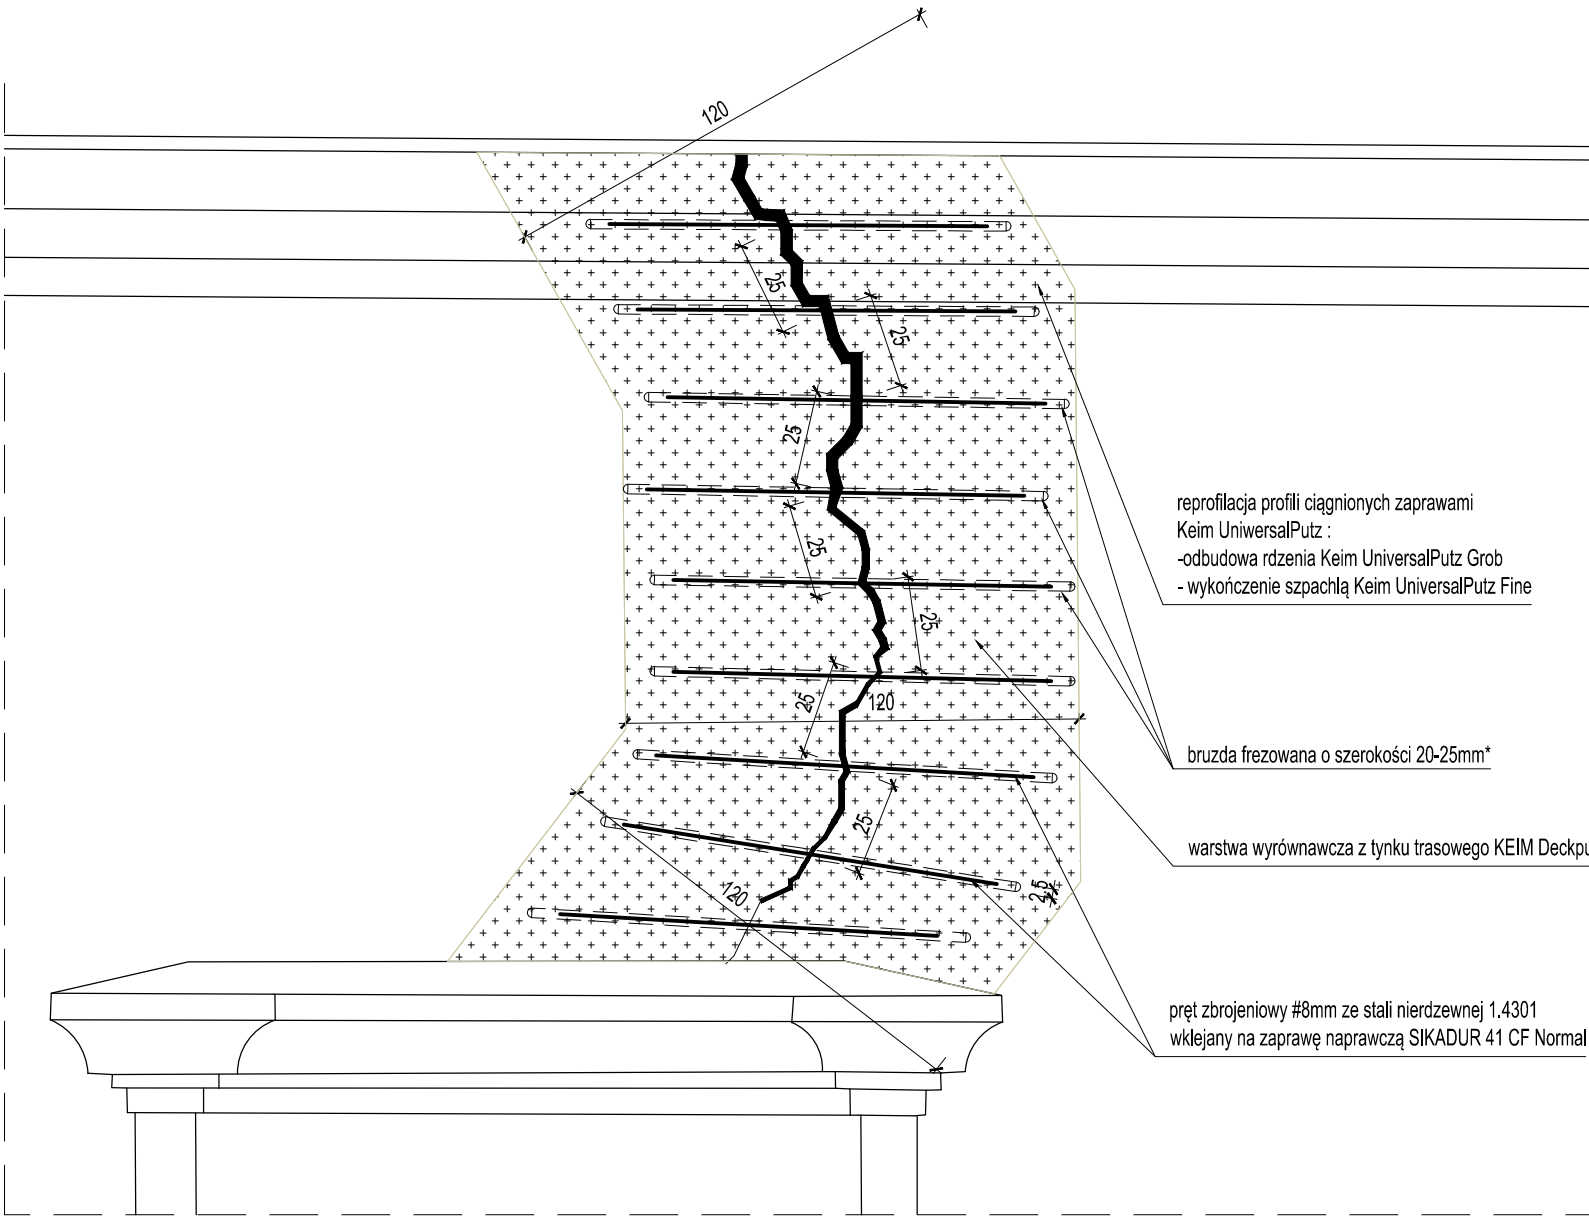 120
25
25
25
25
25
25
120
25
120
2,5
reprofilacja profili ciągnionych zaprawami
Keim UniwersalPutz :
-odbudowa rdzenia Keim UniversalPutz Grob
- wykończenie szpachlą Keim UniversalPutz Fine
bruzda frezowana o szerokości 20-25mm*
warstwa wyrównawcza z tynku trasowego KEIM Deckpu
pręt zbrojeniowy #8mm ze stali nierdzewnej 1.4301
wklejany na zaprawę naprawczą SIKADUR 41 CF Normal